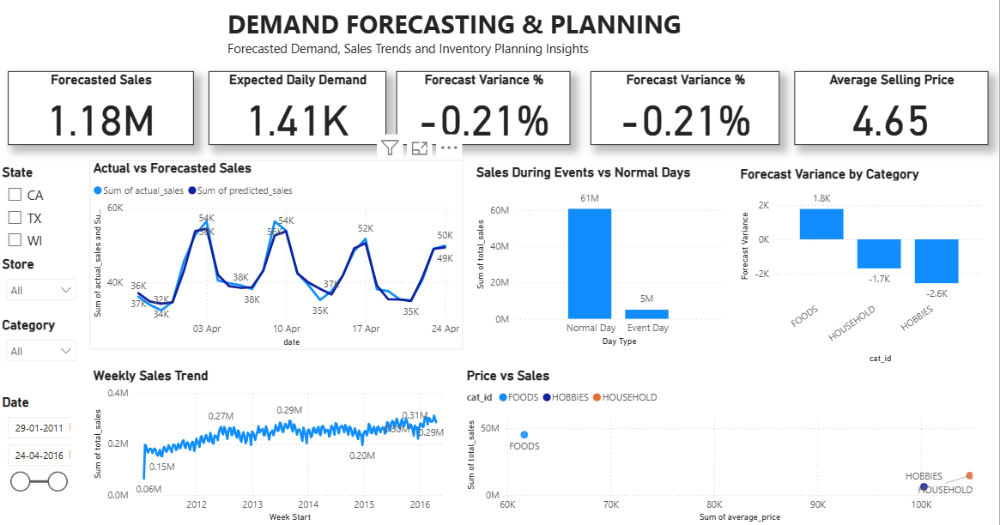 DEMAND FORECASTING & PLANNING
Forecasted Demand, Sales Trends and Inventory Planning Insights
Forecasted Sales
1.18M
Expected Daily Demand
1.41K
Forecast Variance %
-0.21%
Forecast Variance %
-0.21%
Average Selling Price
4.65
State
CA
TX
WI
Store
All
Category
All
Date
29-01-2011
24-04-2016
Actual vs Forecasted Sales
Sum of actual_sales Sum of predicted_sales
Sum of actual_sales and Su...
60K
40K
36K
37K
32K
34K
54K
38K
38K
54K
35K
37K
52K
35K
50K
49K
03 Apr
10 Apr
17 Apr
24 Apr
date
Sales During Events vs Normal Days
Sum of total_sales
60M
40M
20M
0M
61M
5M
Normal Day
Event Day
Day Type
Forecast Variance by Category
Forecast Variance
2K
0K
-2K
1.8K
-1.7K
-2.6K
FOODS
HOUSEHOLD
HOBBIES
cat_id
Weekly Sales Trend
Sum of total_sales
0.4M
0.2M
0.0M
0.06M
0.15M
0.27M
0.29M
0.20M
0.31M
0.29M
2012
2013
2014
2015
2016
Week Start
Price vs Sales
cat_id FOODS HOBBIES HOUSEHOLD
Sum of total_sales
50M
0M
FOODS
HOBBIES
HOUSEHOLD
60K
70K
80K
90K
100K
Sum of average_price